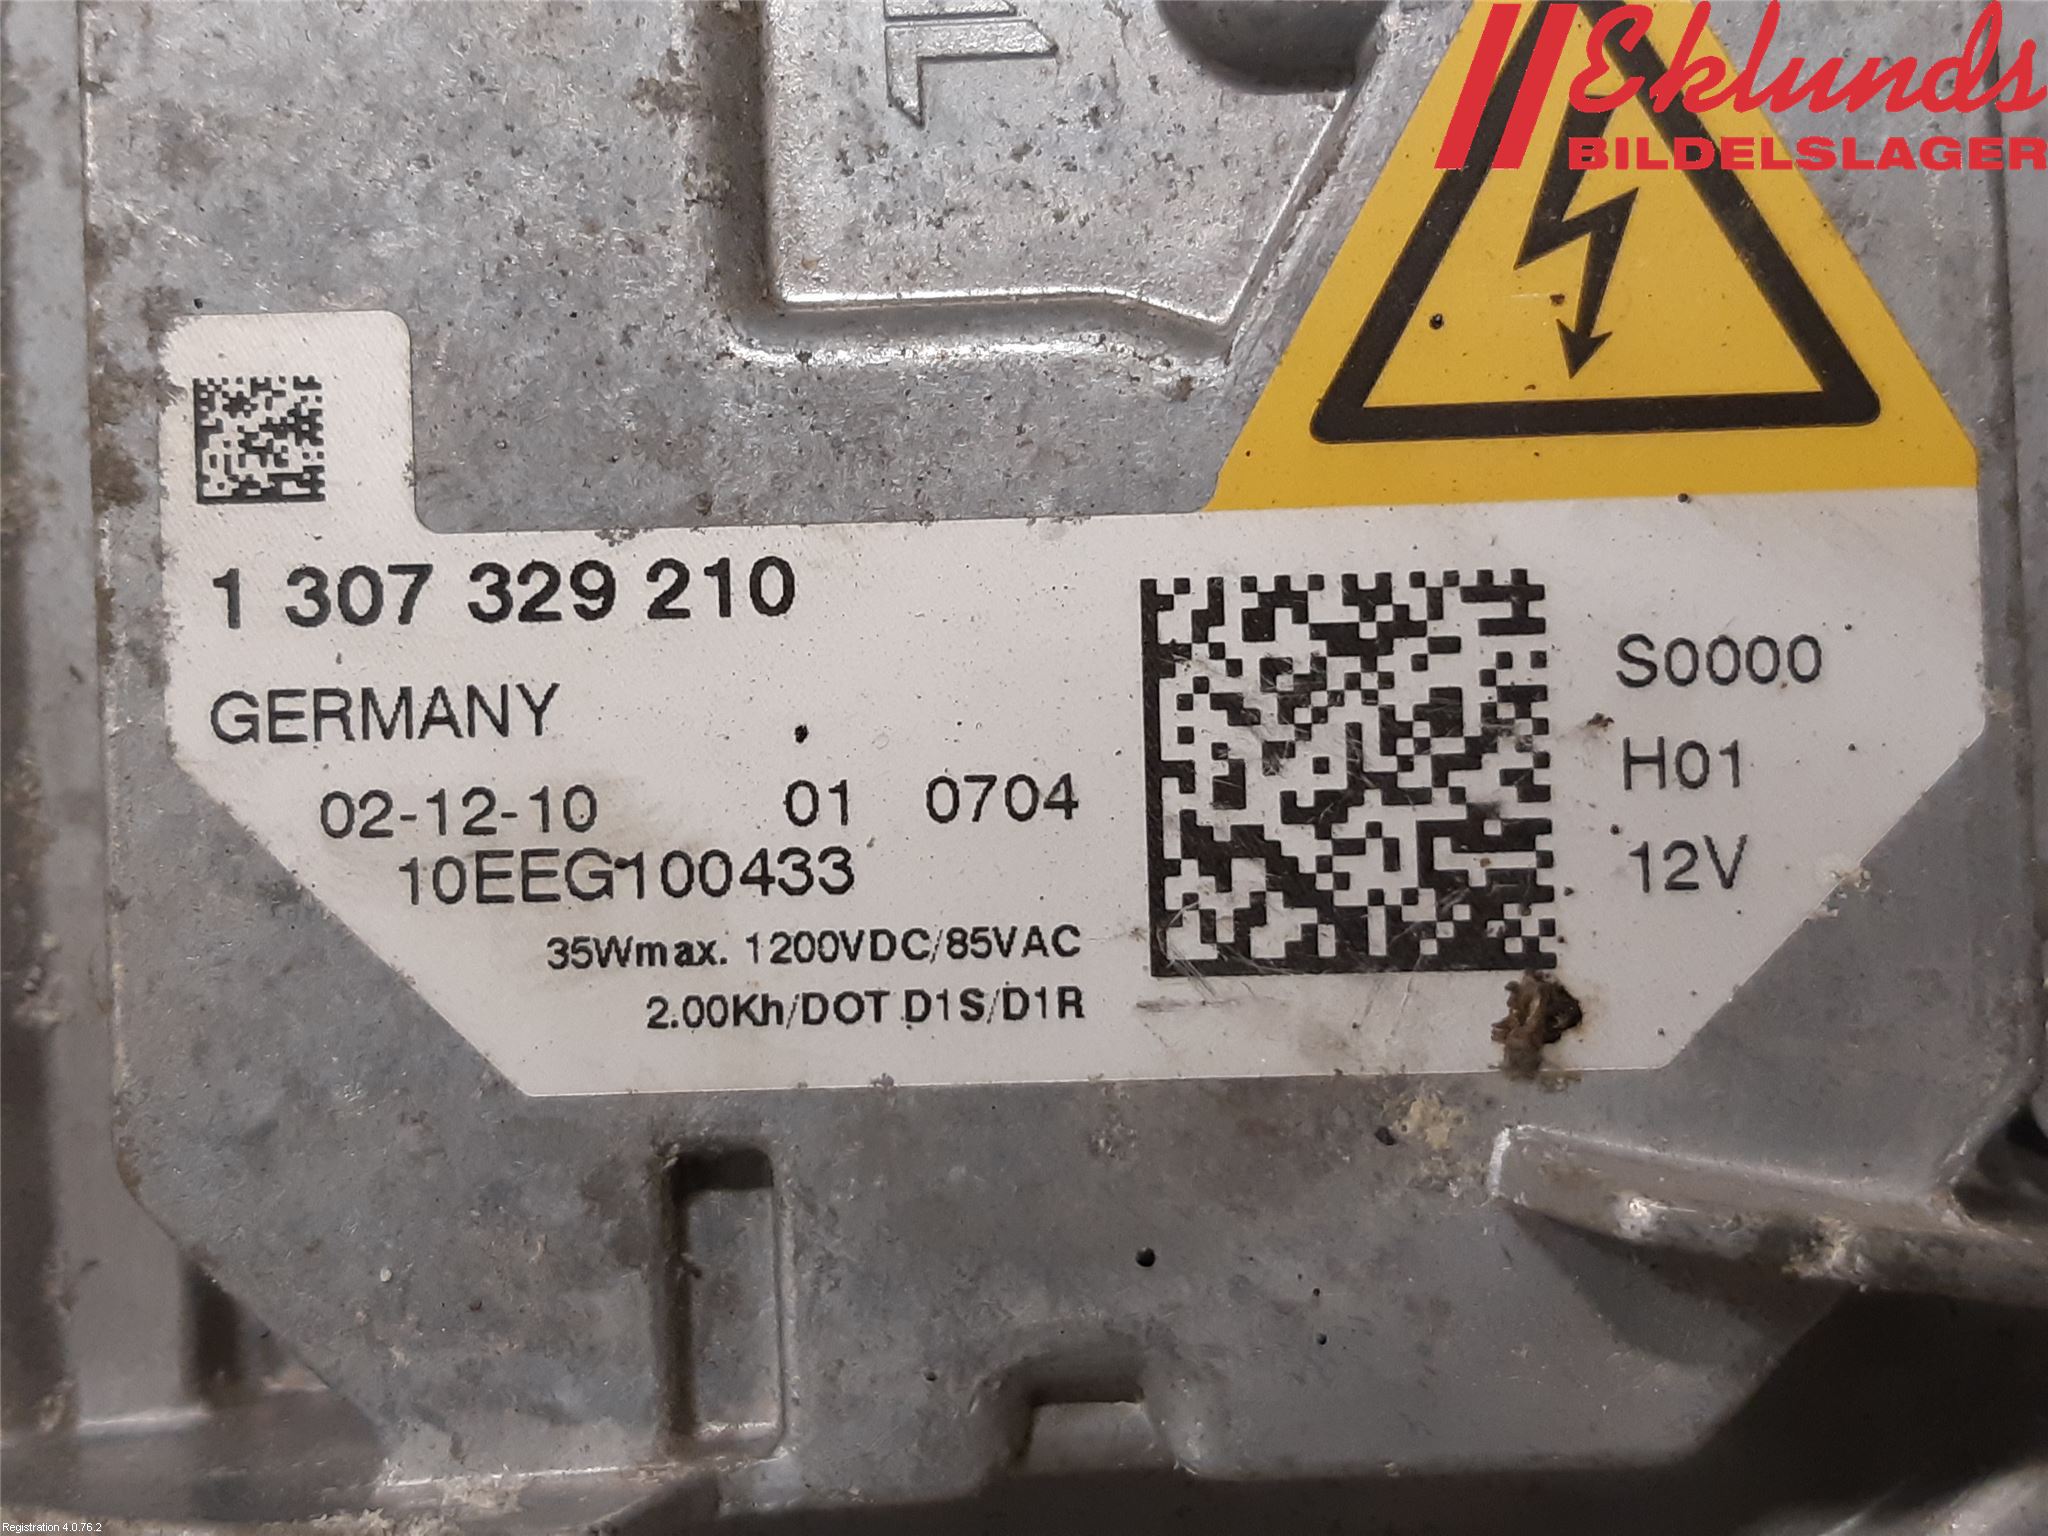 Eklunds
BILDELSLAGER
1 307 329 210
GERMANY
02-12-10 01 0704
10EEG100433
35Wmax. 1200VDC/85VAC
2.00Kh/DOT D1S/D1R
S0000
H01
12V
Registration 4.0.76.2